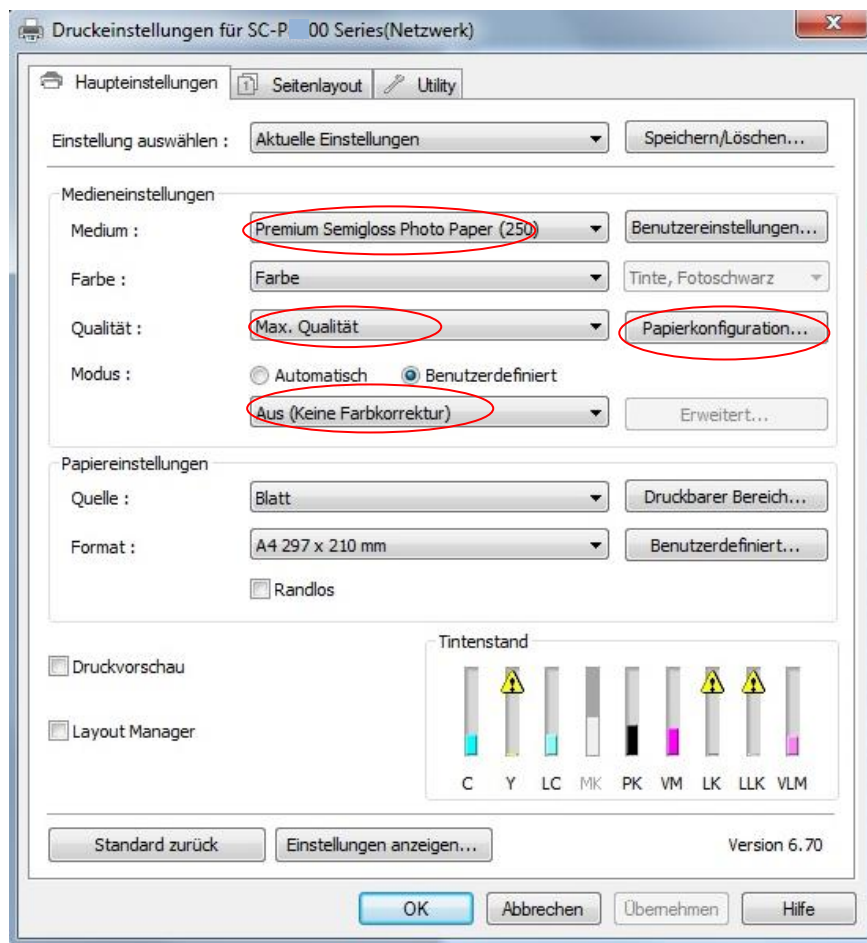 Druckeinstellungen für SC-P 00 Series(Netzwerk)
Haupteinstellungen
1 Seitenlayout
Utility
Einstellung auswählen : Aktuelle Einstellungen Speichern/Löschen...
Medieneinstellungen
Medium : Premium Semigloss Photo Paper (250) Benutzereinstellungen...
Farbe : Farbe Tinte, Fotoschwarz
Qualität : Max. Qualität Papierkonfiguration...
Modus : Automatisch Benutzerdefiniert
Aus (Keine Farbkorrektur) Erweitert...
Papiereinstellungen
Quelle : Blatt Druckbarer Bereich...
Format : A4 297 x 210 mm Benutzerdefiniert...
Randlos
Druckvorschau
Layout Manager
Tintenstand
C Y LC MK PK VM LK LLK VLM
Standard zurück Einstellungen anzeigen... Version 6.70
OK Abbrechen Übernehmen Hilfe